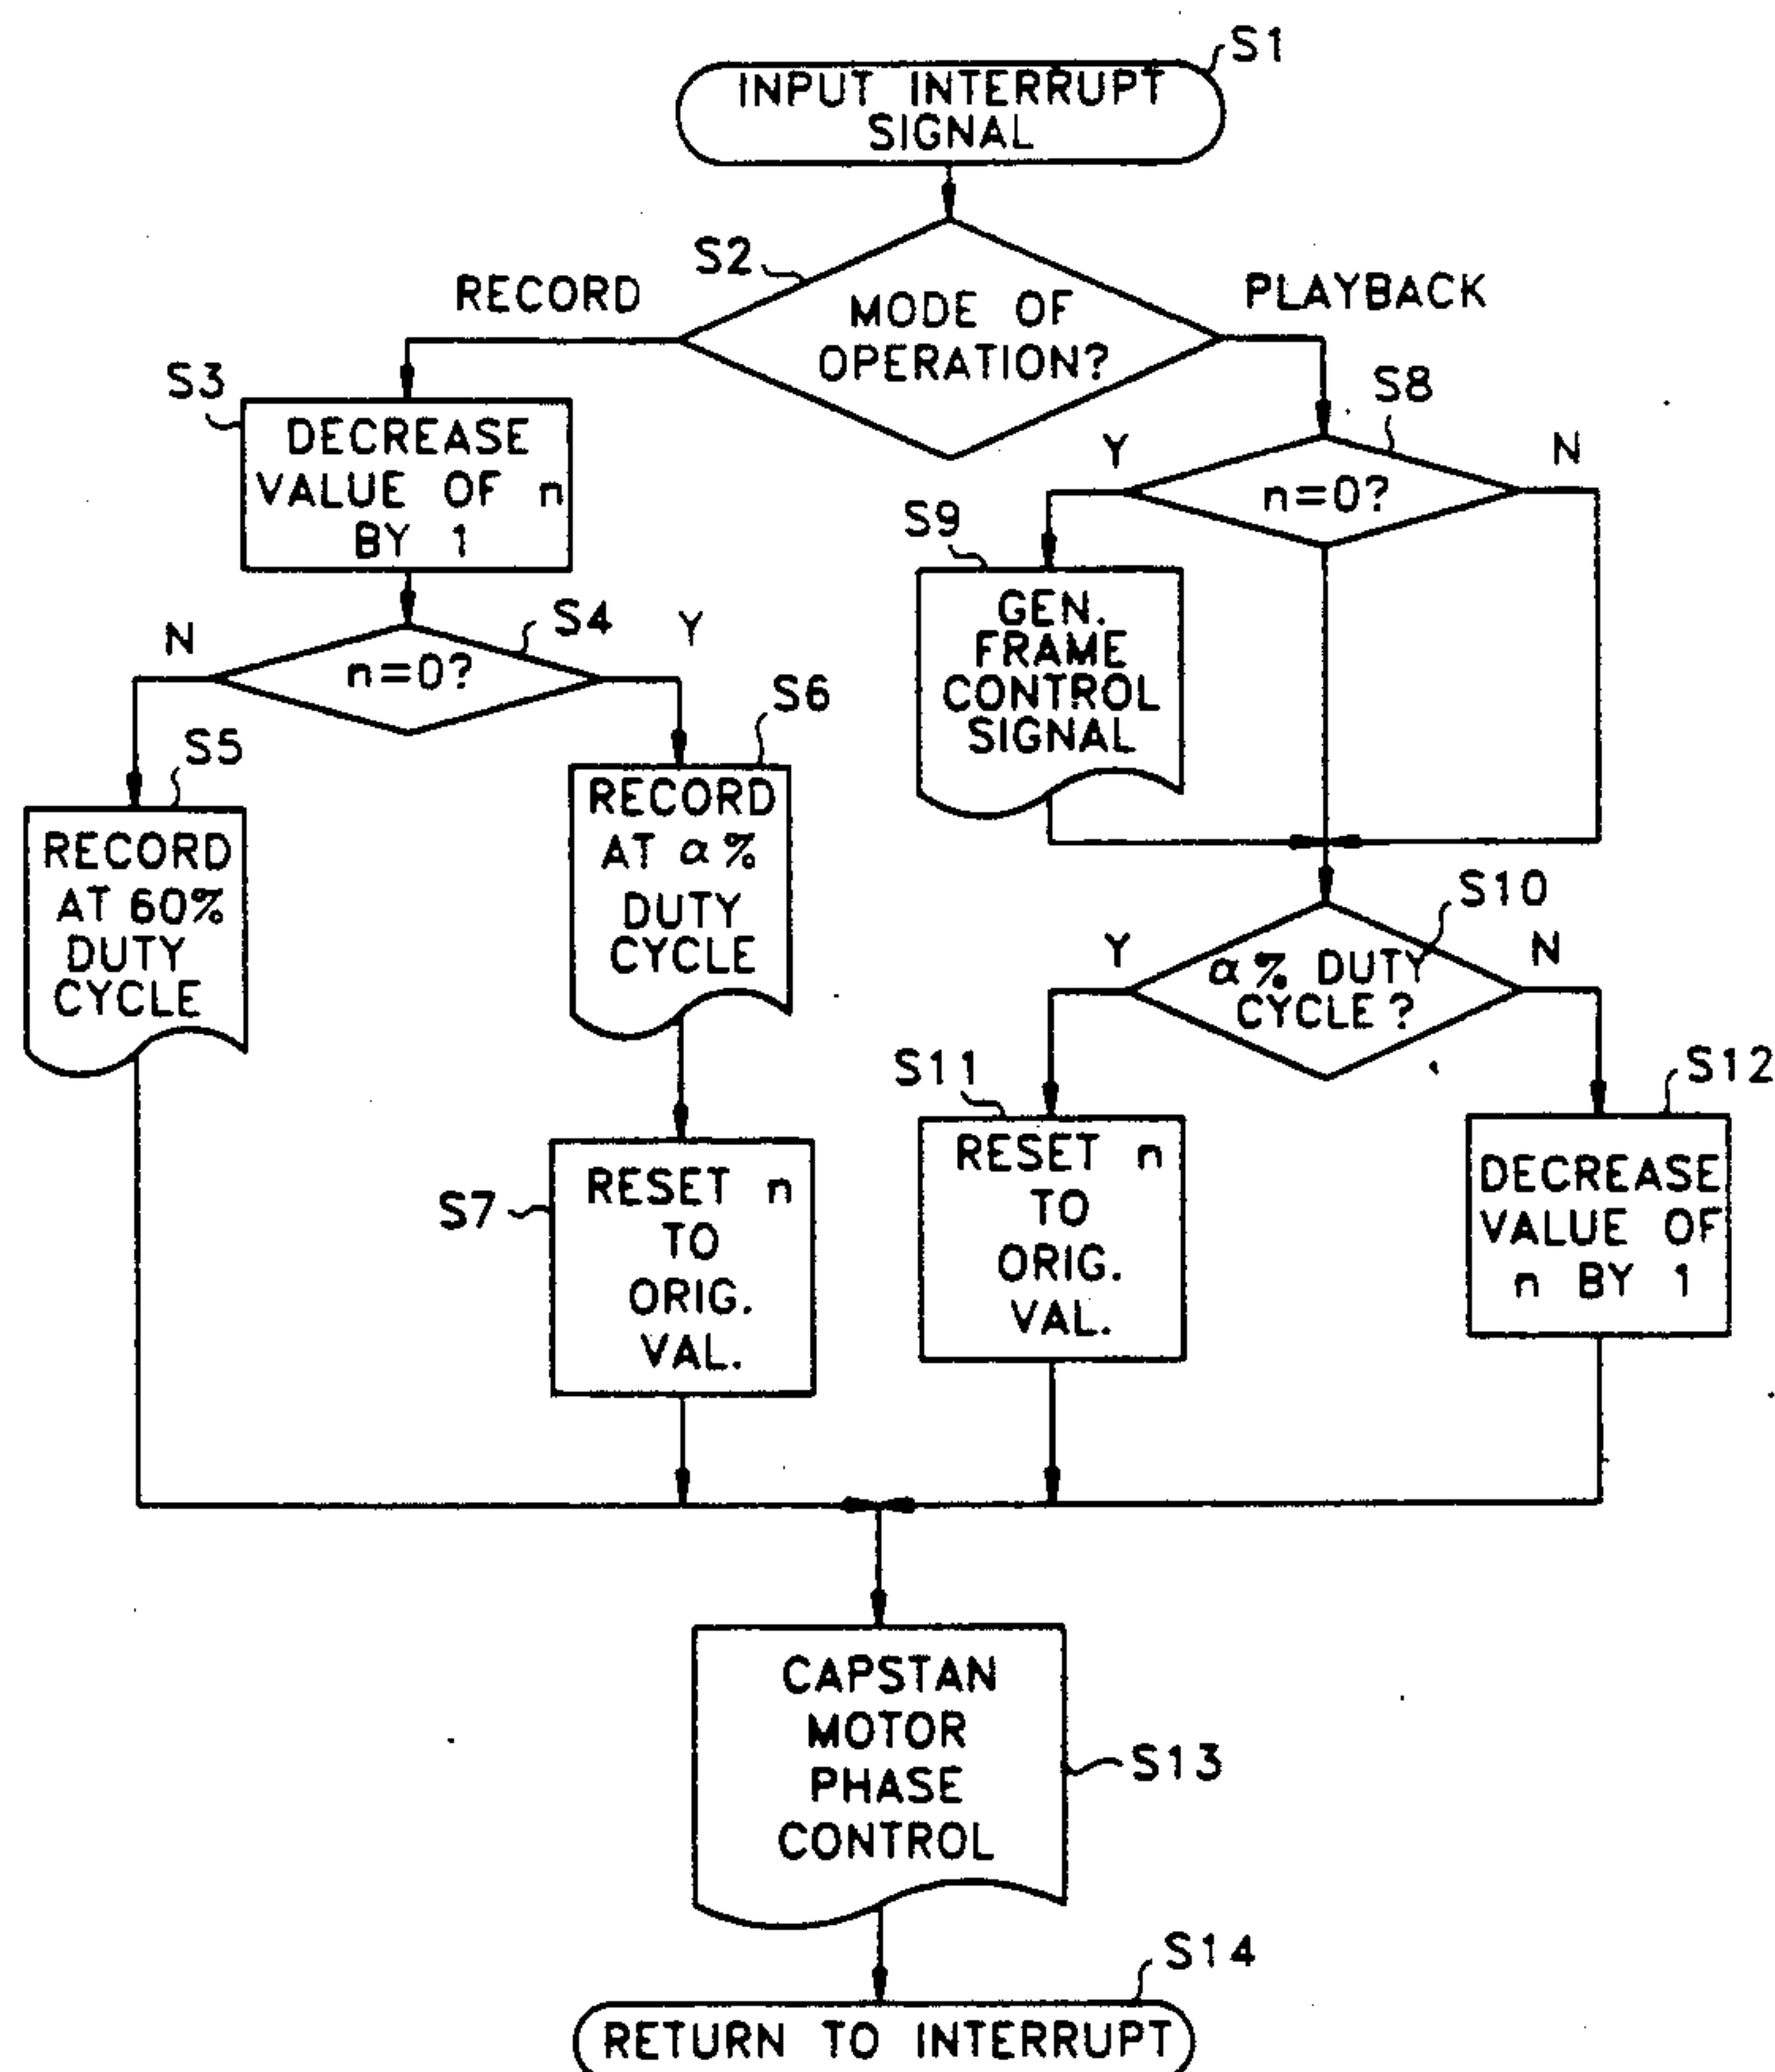 S1
INPUT INTERRUPT
SIGNAL
S2
RECORD
MODE OF
OPERATION?
PLAYBACK
S3
DECREASE
VALUE OF n
BY 1
S8
Y
n=0?
N
S4
N
n=0?
Y
S9
GEN.
FRAME
CONTROL
SIGNAL
S5
RECORD
AT 60%
DUTY
CYCLE
S6
RECORD
AT α%
DUTY
CYCLE
S10
Y
α% DUTY
CYCLE?
N
S7
RESET n
TO
ORIG.
VAL.
S11
RESET n
TO
ORIG.
VAL.
S12
DECREASE
VALUE OF
n BY 1
CAPSTAN
MOTOR
PHASE
CONTROL
S13
S14
RETURN TO INTERRUPT